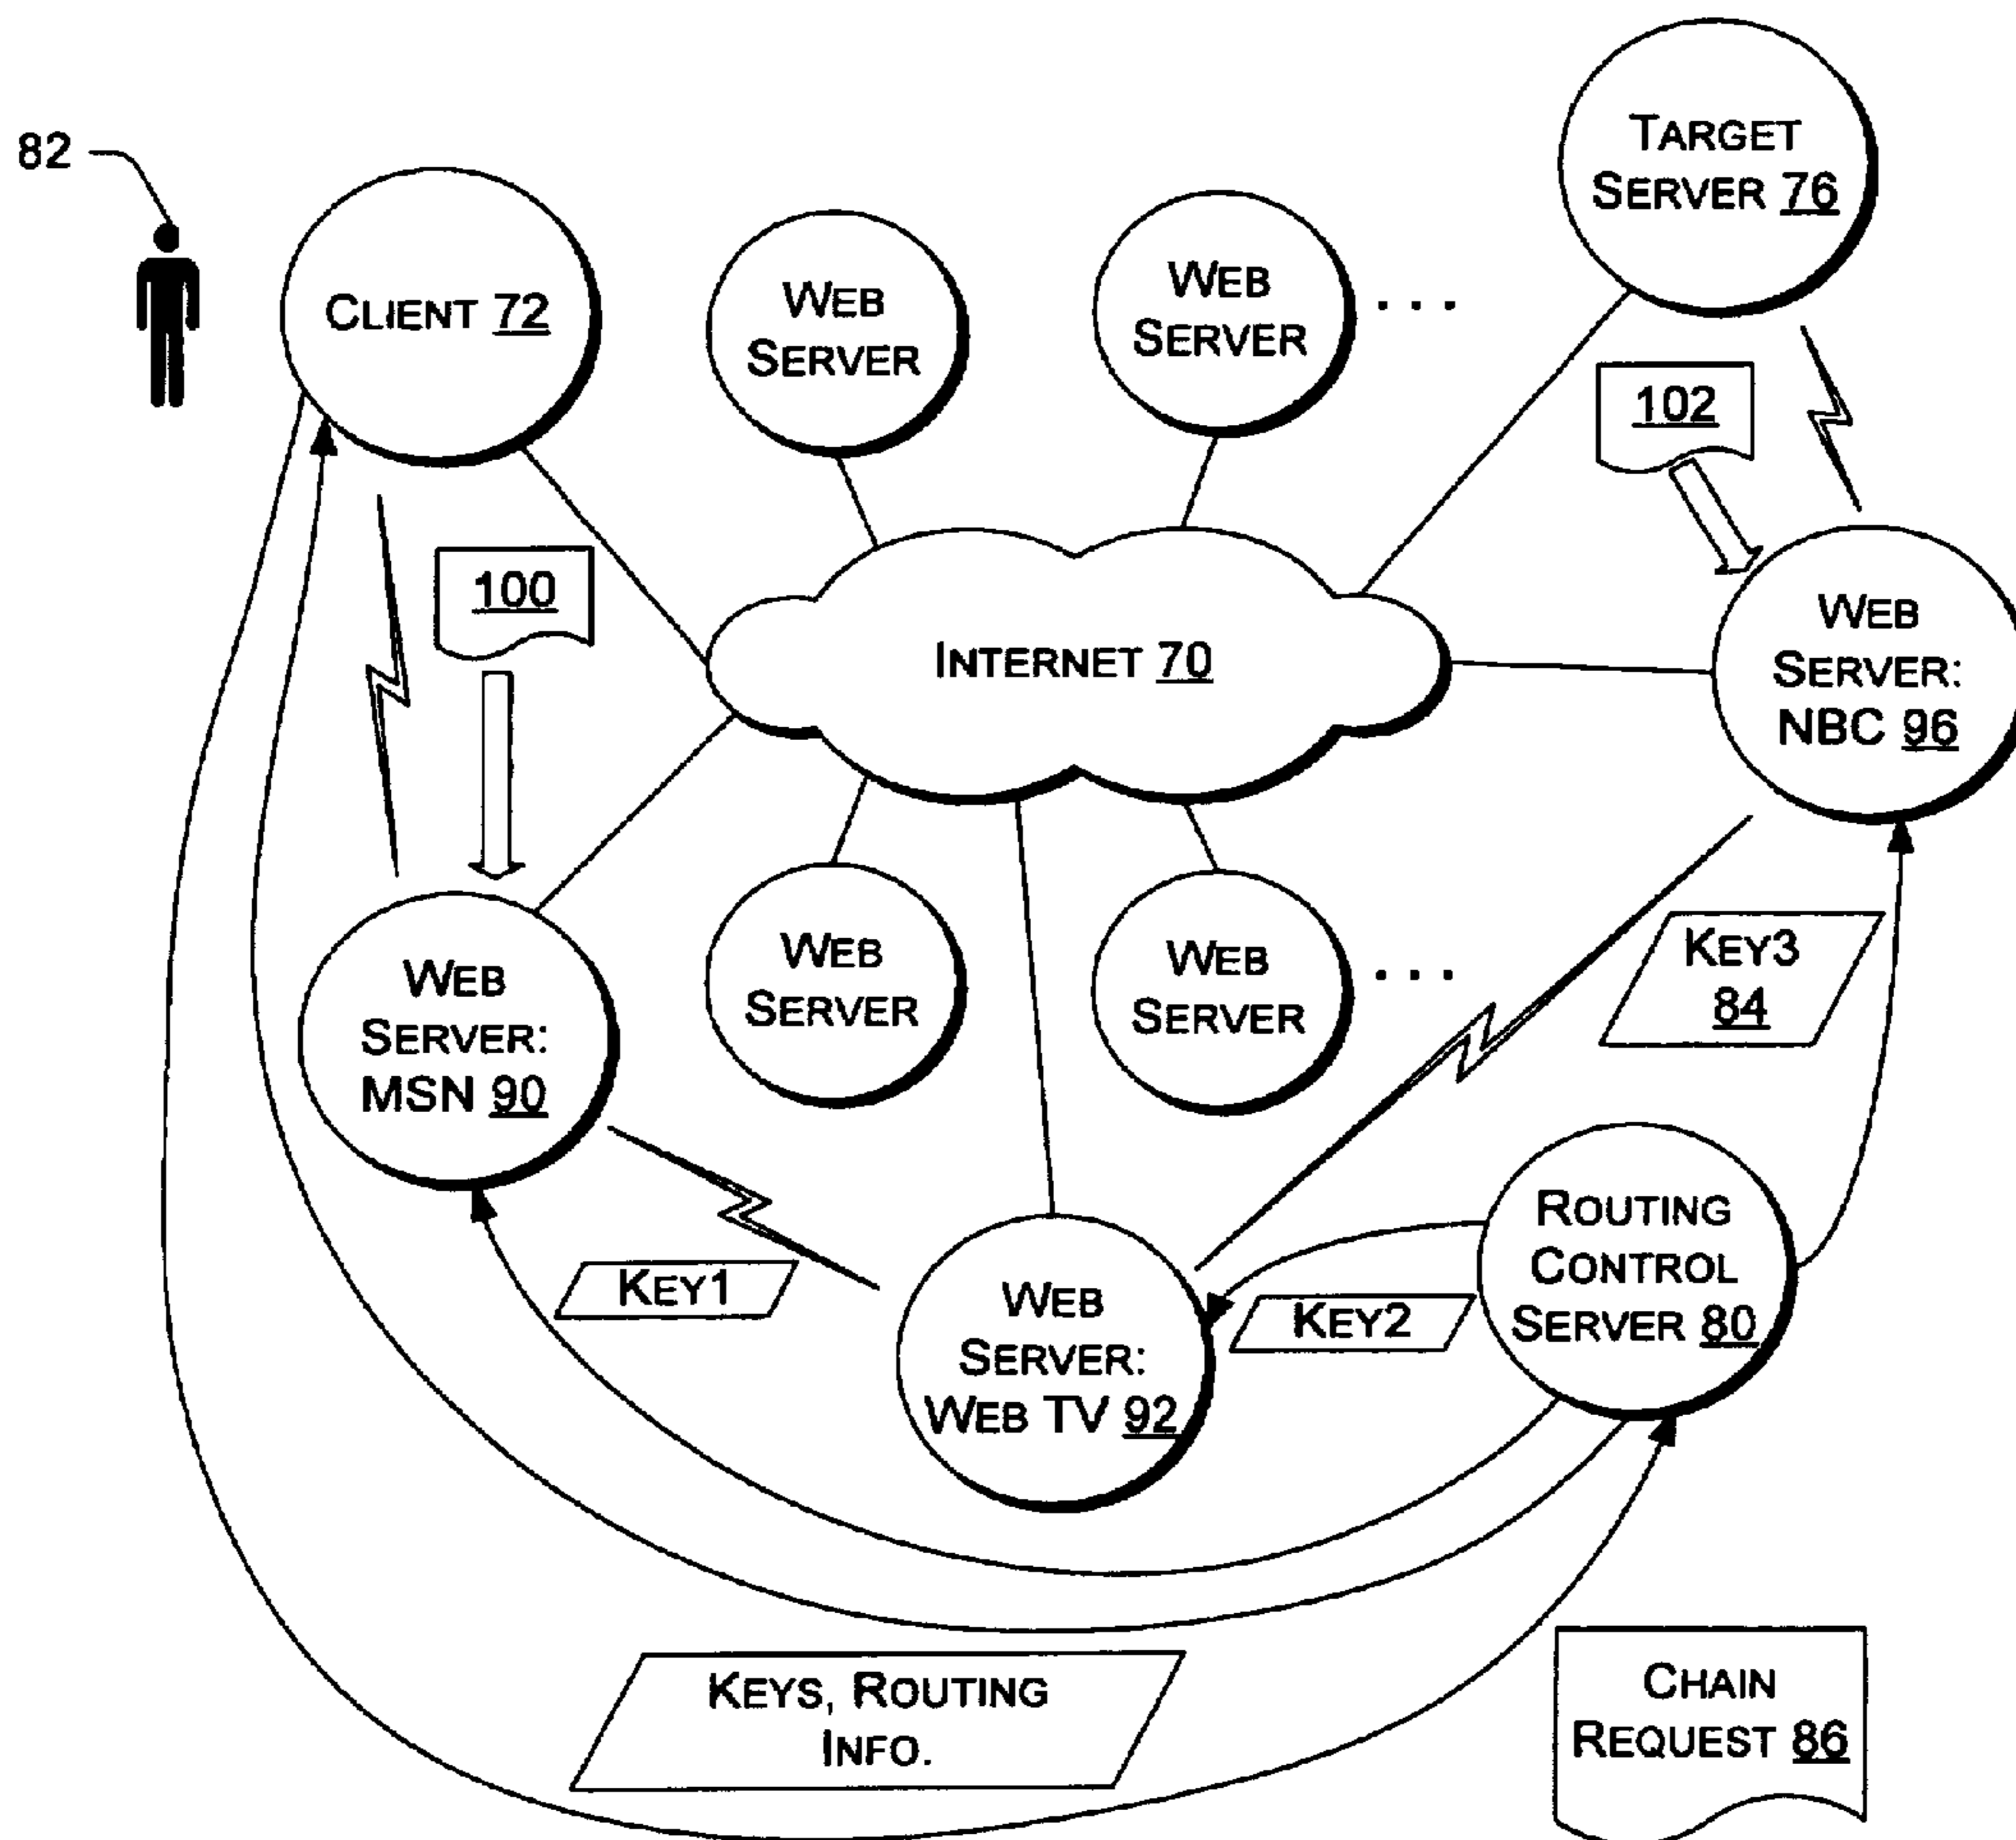 82
TARGET
SERVER 76
CLIENT 72
WEB
SERVER
WEB
SERVER
. . .
102
100
INTERNET 70
WEB
SERVER:
NBC 96
WEB
SERVER
WEB
SERVER
. . .
KEY3
84
WEB
SERVER:
MSN 90
ROUTING
CONTROL
SERVER 80
KEY1
KEY2
WEB
SERVER:
WEB TV 92
KEYS, ROUTING
INFO.
CHAIN
REQUEST 86